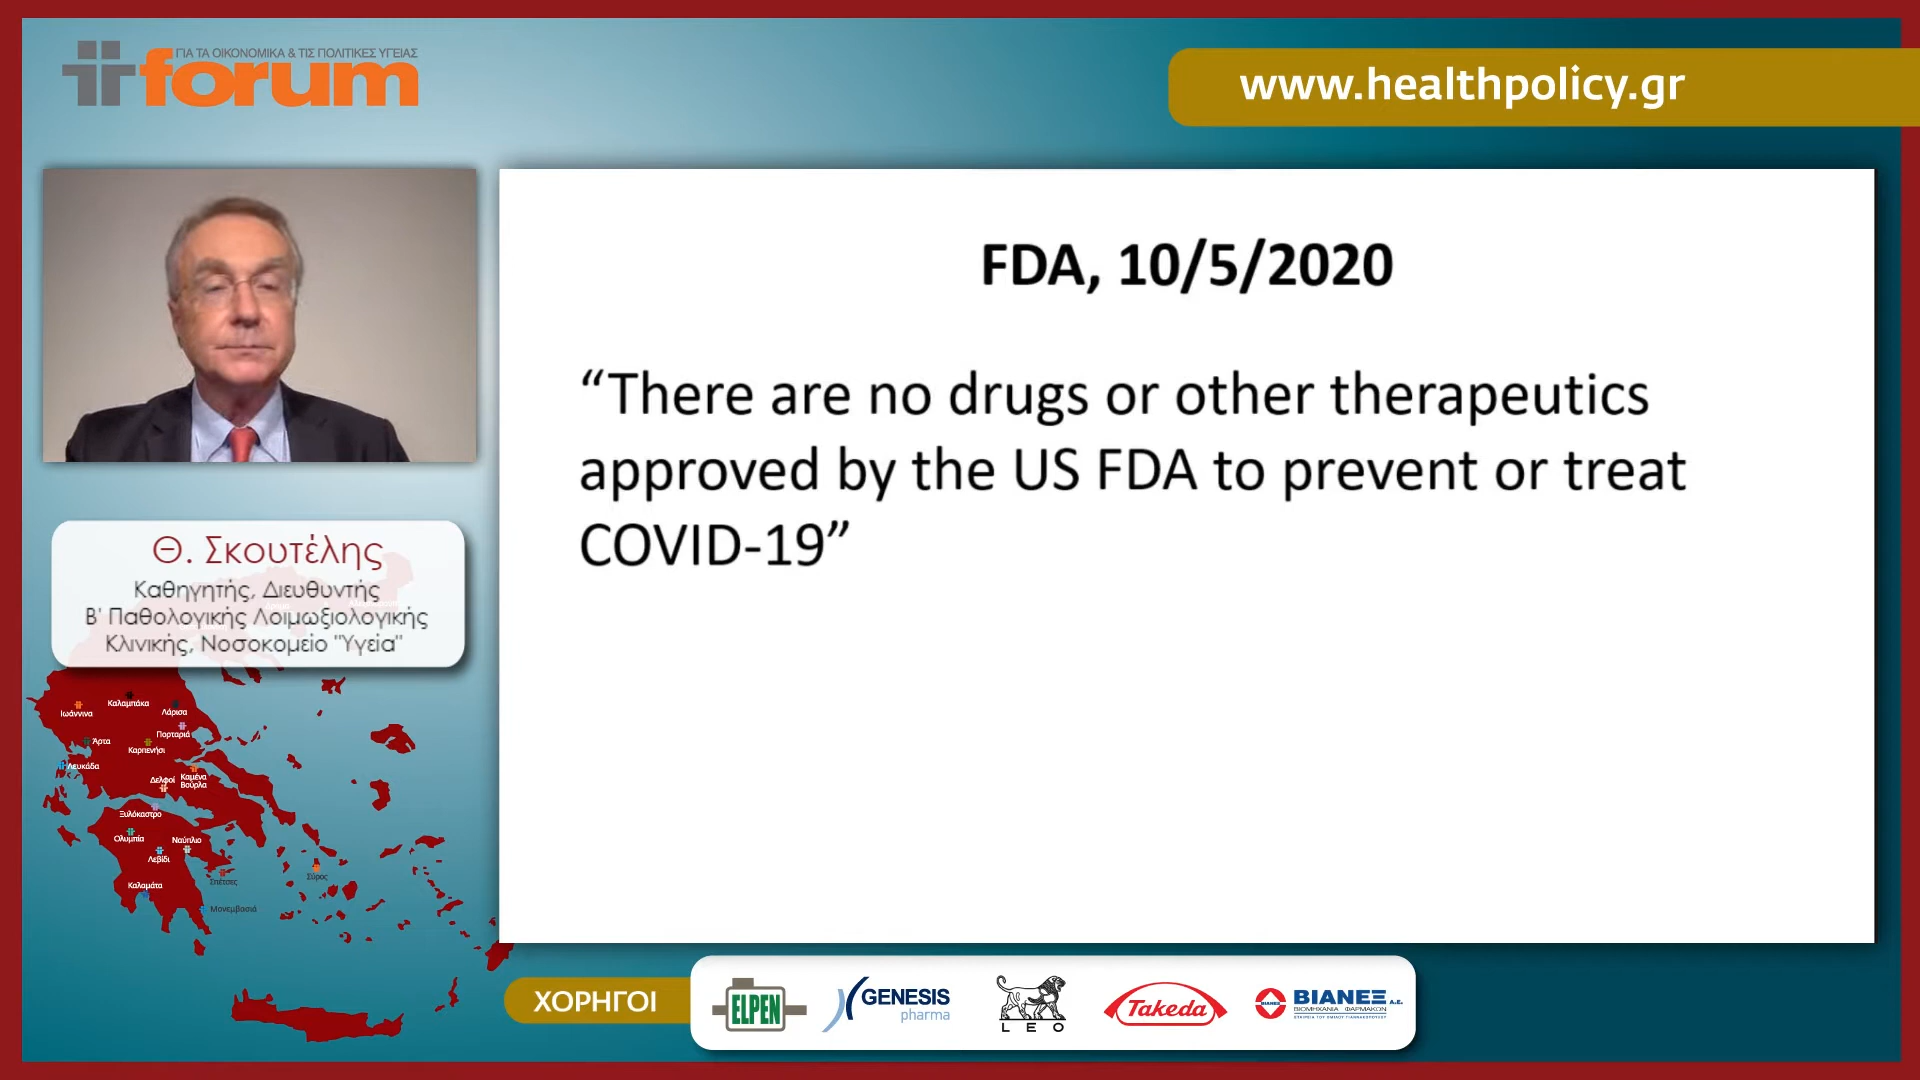 ΓΙΑ ΤΑ ΟΙΚΟΝΟΜΙΚΑ & ΤΙΣ ΠΟΛΙΤΙΚΕΣ ΥΓΕΙΑΣ
forum
www.healthpolicy.gr
FDA, 10/5/2020
“There are no drugs or other therapeutics
approved by the US FDA to prevent or treat
COVID-19”
Θ. Σκουτέλης
Καθηγητής, Διευθυντής
Β' Παθολογικής Λοιμωξιολογικής
Κλινικής, Νοσοκομείο "Υγεία"
Ιωάννινα
Καλαμπάκα
Λάρισα
Πορταριά
Άρτα
Καρπενήσι
Λευκάδα
Δελφοί
Καμένα
Βούρλα
Ξυλόκαστρο
Ολυμπία
Ναύπλιο
Λεβίδι
Σπέτσες
Σύρος
Καλαμάτα
Μονεμβασιά
ΧΟΡΗΓΟΙ
ELPEN
GENESIS
pharma
LEO
Takeda
ΒΙΑΝΕΞ Α.Ε.
ΒΙΟΜΗΧΑΝΙΑ ΦΑΡΜΑΚΩΝ